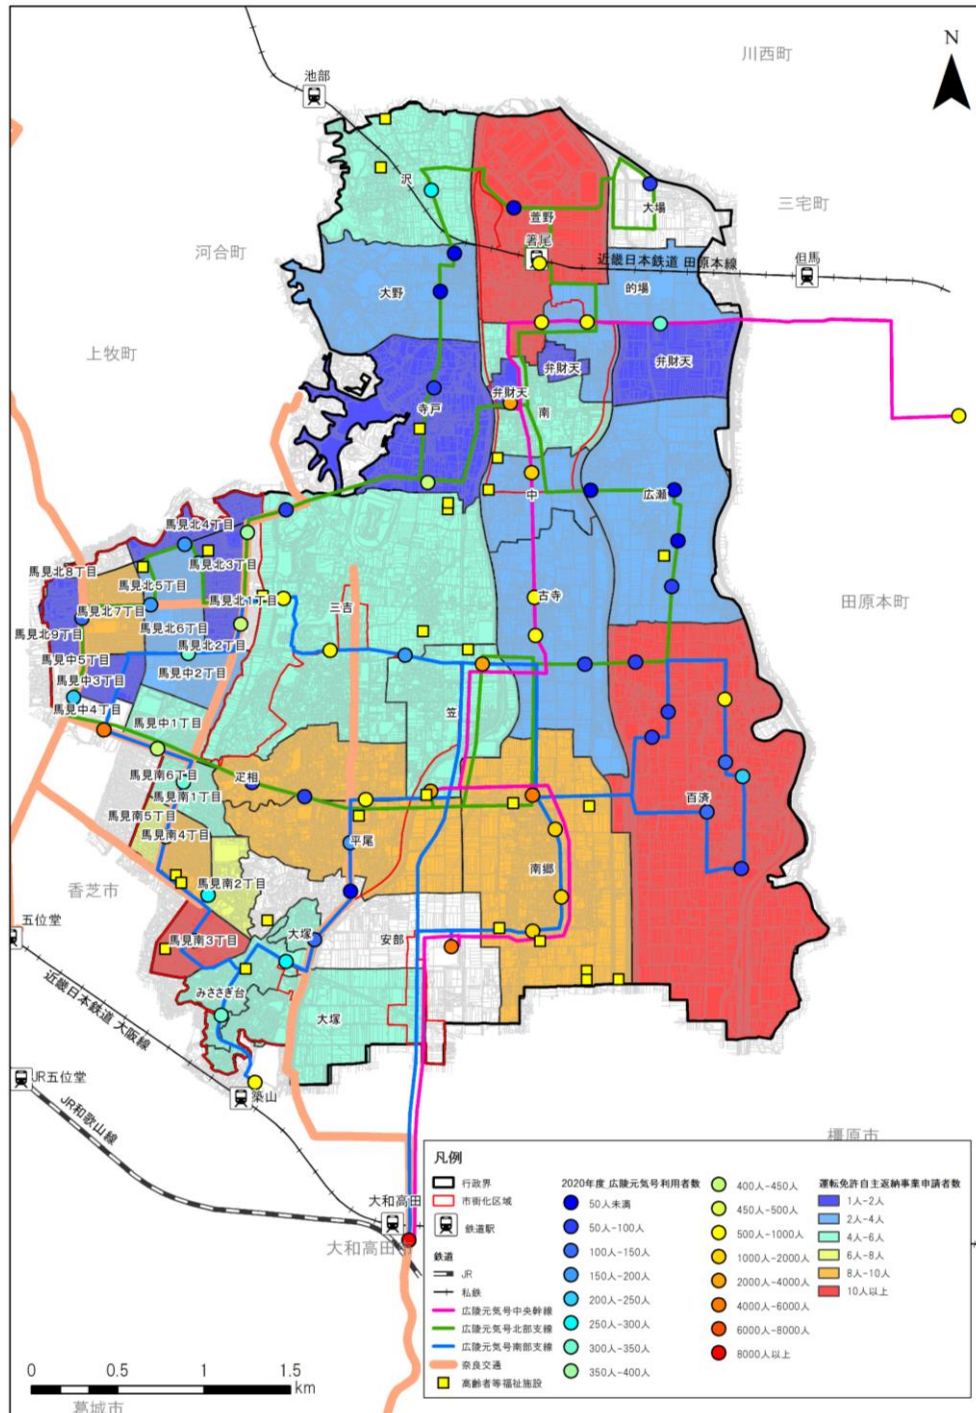 N
川西町
池部
沢
萱野
大場
三宅町
箸尾
近畿日本鉄道 田原本線
但馬
河合町
大野
的場
上牧町
弁財天
弁財天
弁財天
寺戸
南
中
広瀬
馬見北4丁目
馬見北8丁目
馬見北3丁目
馬見北5丁目
馬見北7丁目
馬見北1丁目
三吉
古寺
田原本町
馬見北9丁目
馬見北6丁目
馬見北2丁目
馬見中5丁目
馬見中3丁目
馬見中2丁目
馬見中4丁目
馬見中1丁目
笠
馬見南6丁目
疋相
馬見南1丁目
百済
馬見南5丁目
馬見南4丁目
平尾
香芝市
馬見南2丁目
南郷
五位堂
馬見南3丁目
大塚
安部
近畿日本鉄道 大阪線
みささぎ台
大塚
JR五位堂
築山
JR和歌山線
橿原市
大和高田
大和高田
葛城市
0 0.5 1 1.5
km
凡例
行政界
市街化区域
鉄道駅
鉄道
JR
私鉄
広陵元気号中央幹線
広陵元気号北部支線
広陵元気号南部支線
奈良交通
高齢者等福祉施設
2020年度_広陵元気号利用者数
50人未満
50人-100人
100人-150人
150人-200人
200人-250人
250人-300人
300人-350人
350人-400人
400人-450人
450人-500人
500人-1000人
1000人-2000人
2000人-4000人
4000人-6000人
6000人-8000人
8000人以上
運転免許自主返納事業申請者数
1人-2人
2人-4人
4人-6人
6人-8人
8人-10人
10人以上